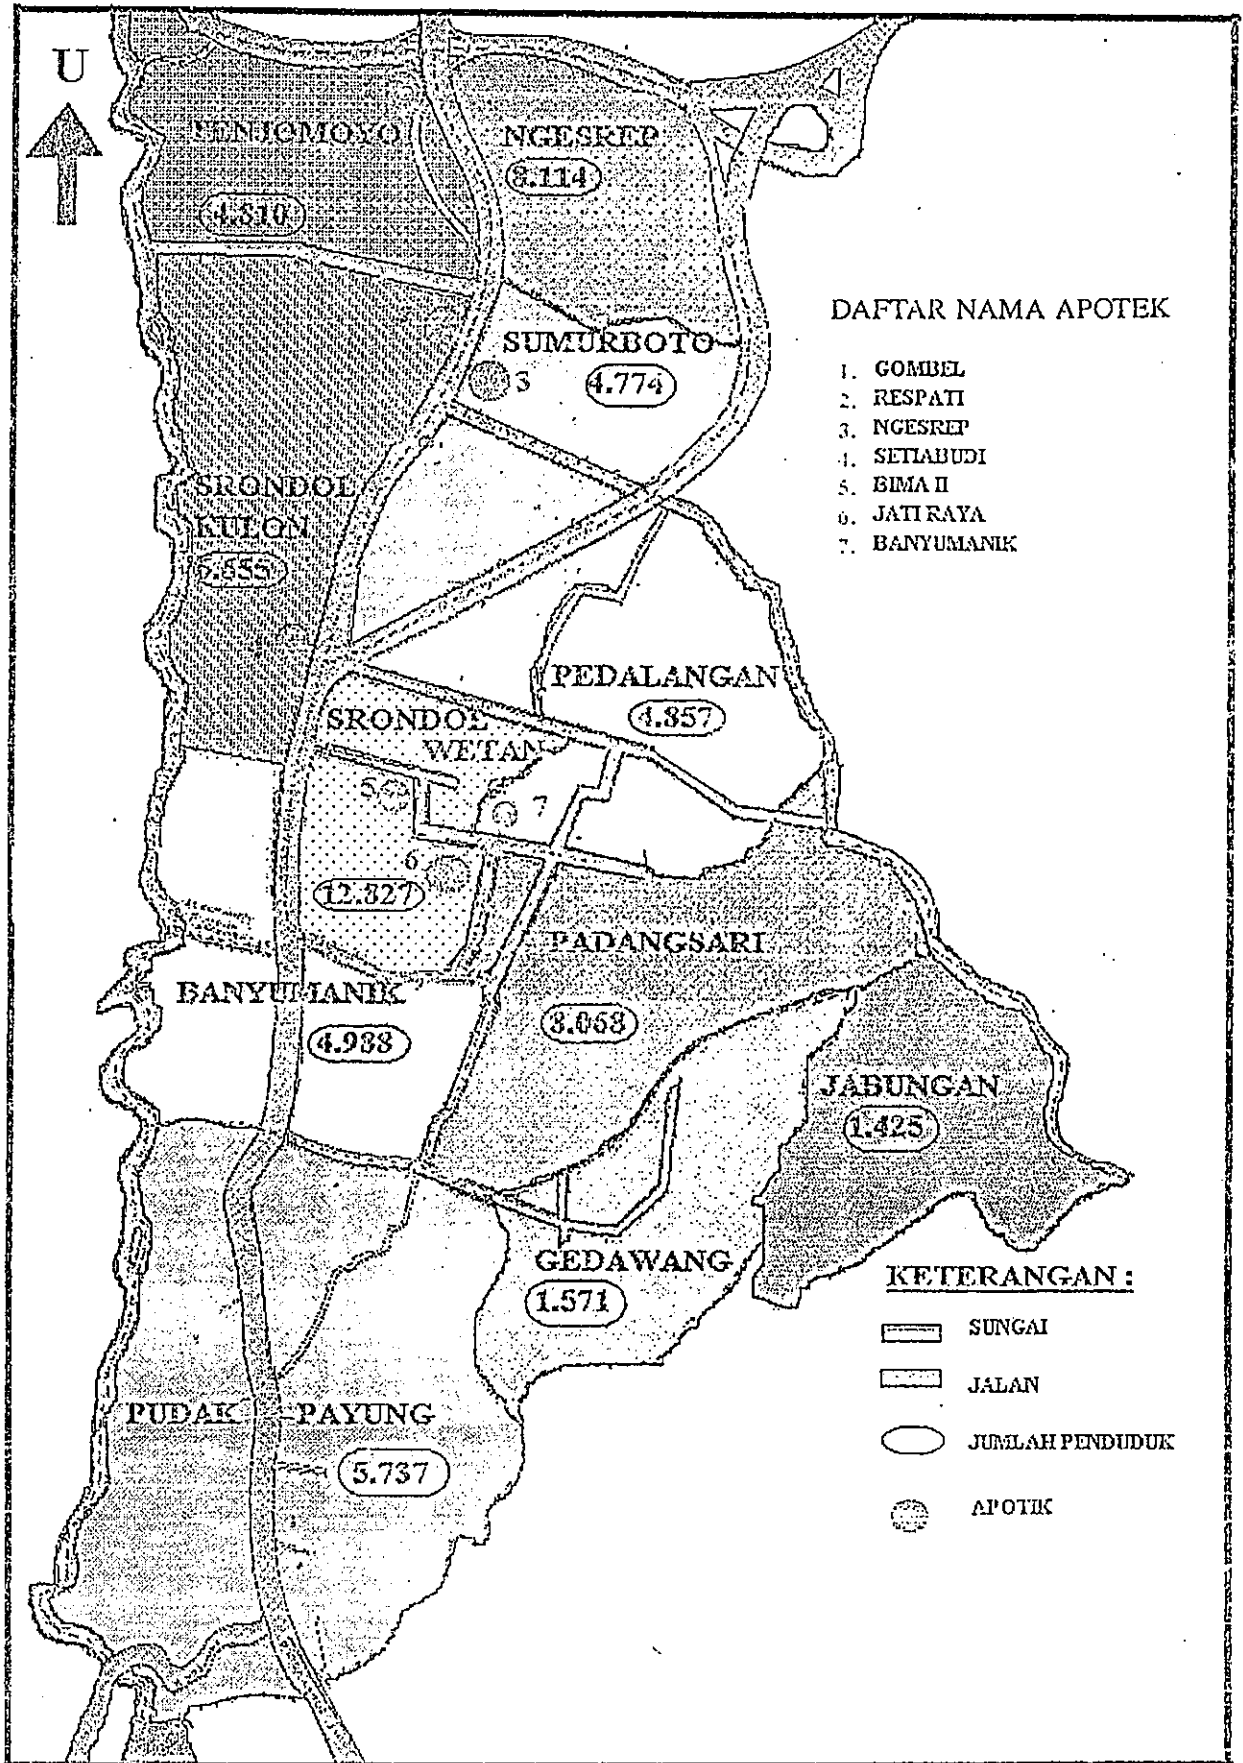 U
NGESREP
8.114
SUMURBOTO
3
4.774
DAFTAR NAMA APOTEK
1. GOMBEL
2. RESPATI
3. NGESREP
4. SETIABUDI
5. BIMA II
6. JATI RAYA
7. BANYUMANIK
SRONDOL
KULON
PEDALANGAN
4.857
SRONDOL
WETAN
5
7
6
12.827
PADANGSARI
BANYUMANIK
4.938
8.068
JABUNGAN
1.425
GEDAWANG
1.571
KETERANGAN :
SUNGAI
JALAN
PUDAK PAYUNG
JUMLAH PENDUDUK
5.737
APOTIK